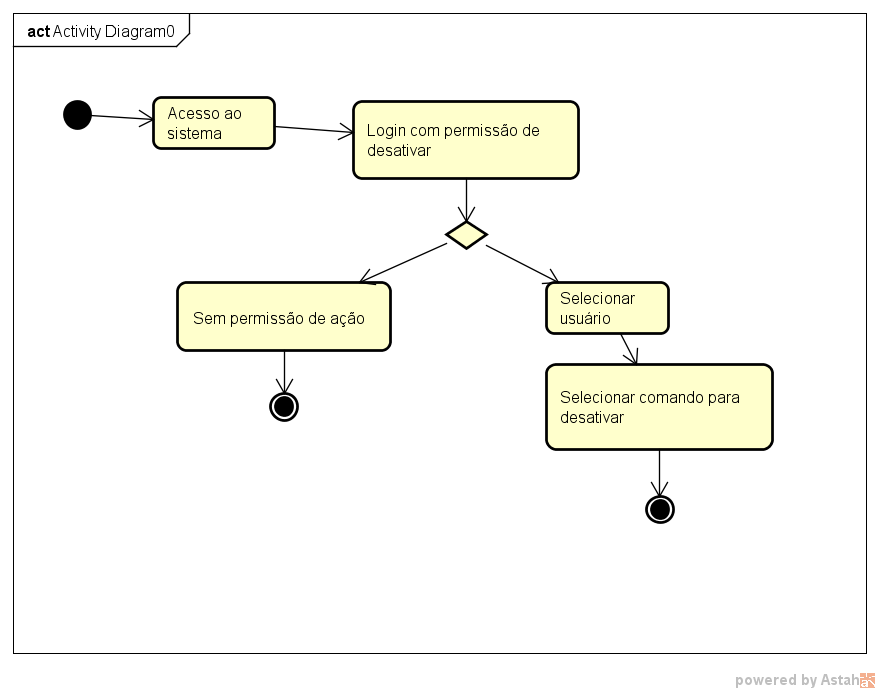 act Activity Diagram0
Acesso ao
sistema
Login com permissão de
desativar
Sem permissão de ação
Selecionar
usuário
Selecionar comando para
desativar
powered by Astah